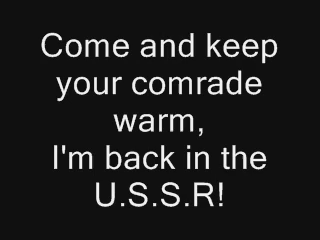 Come and keep
your comrade
warm,
I'm back in the
U.S.S.R!